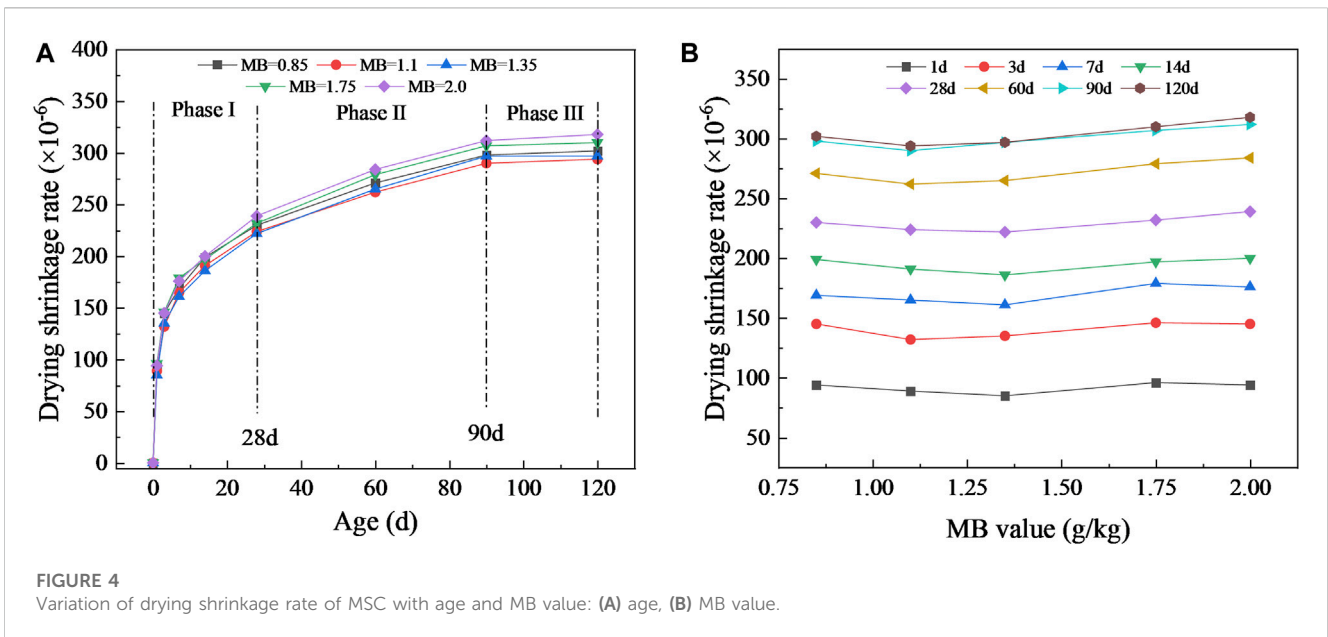 A
400
350
300
250
200
150
100
50
0
Drying shrinkage rate (×10⁻⁶)
MB=0.85 MB=1.1 MB=1.35
MB=1.75 MB=2.0
Phase I Phase II Phase III
28d 90d
0 20 40 60 80 100 120
Age (d)
B
350
300
250
200
150
100
50
Drying shrinkage rate (×10⁻⁶)
1d 3d 7d 14d
28d 60d 90d 120d
0.75 1.00 1.25 1.50 1.75 2.00
MB value (g/kg)
FIGURE 4
Variation of drying shrinkage rate of MSC with age and MB value: (A) age, (B) MB value.